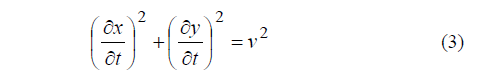 (∂x/∂t)² + (∂y/∂t)² = v² (3)